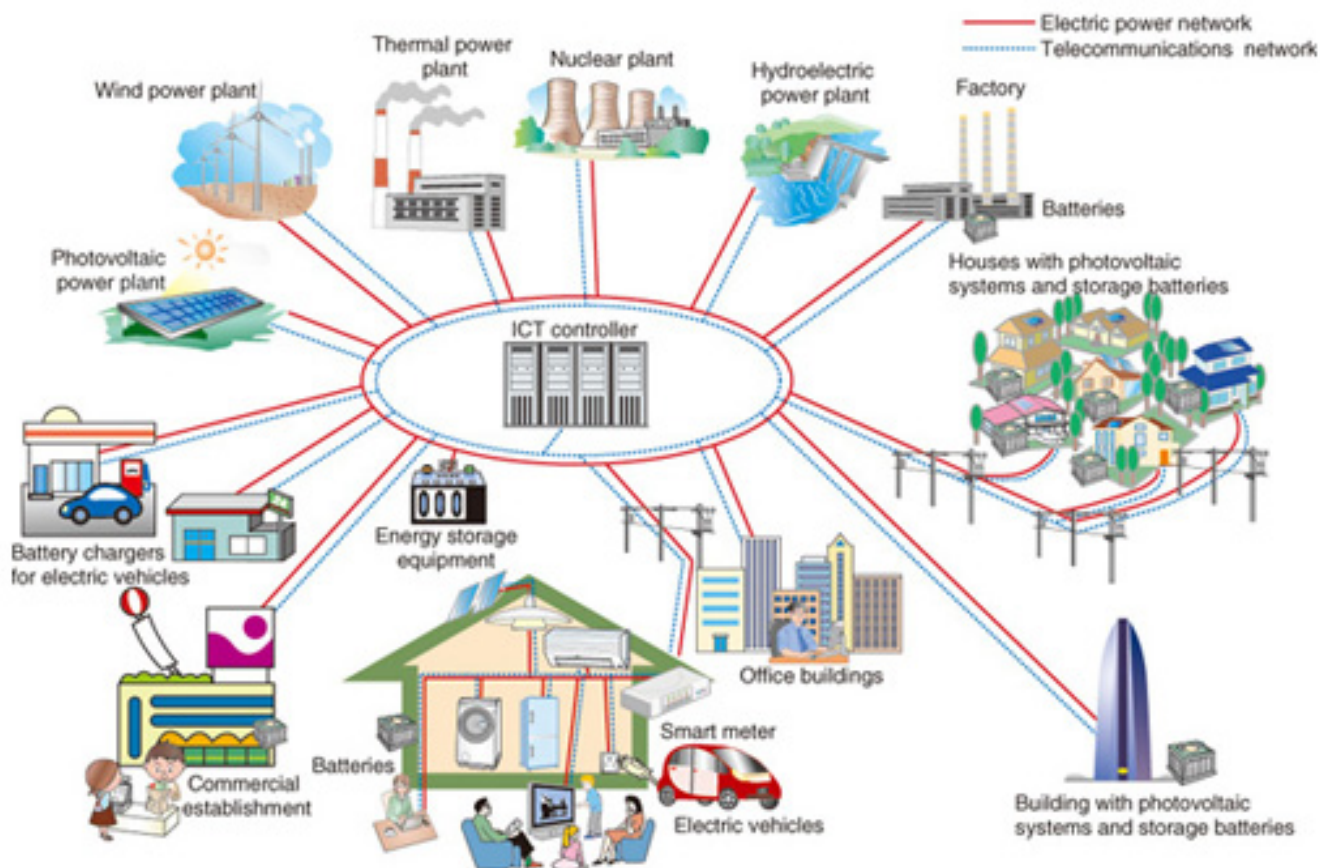 Electric power network
Telecommunications network
Thermal power
plant
Nuclear plant
Hydroelectric
power plant
Factory
Wind power plant
Batteries
Photovoltaic
power plant
Houses with photovoltaic
systems and storage batteries
ICT controller
Battery chargers
for electric vehicles
Energy storage
equipment
Office buildings
Smart meter
Batteries
Commercial
establishment
Electric vehicles
Building with photovoltaic
systems and storage batteries